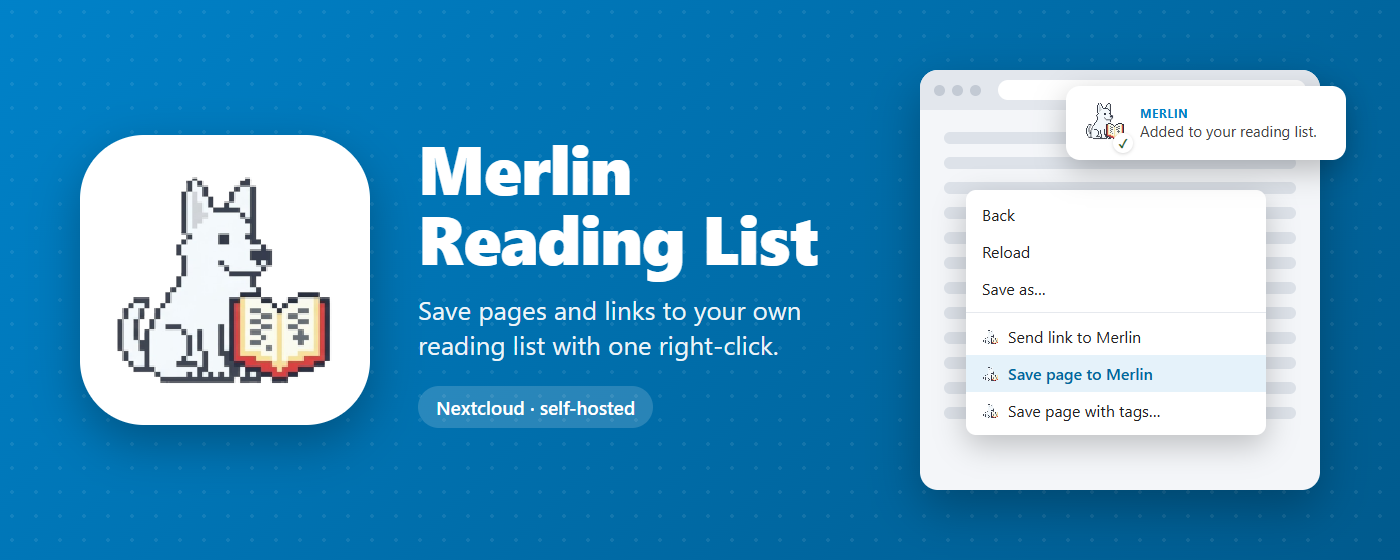 Merlin
Reading List
Save pages and links to your own
reading list with one right-click.
Nextcloud · self-hosted
MERLIN
Added to your reading list.
Back
Reload
Save as...
Send link to Merlin
Save page to Merlin
Save page with tags...